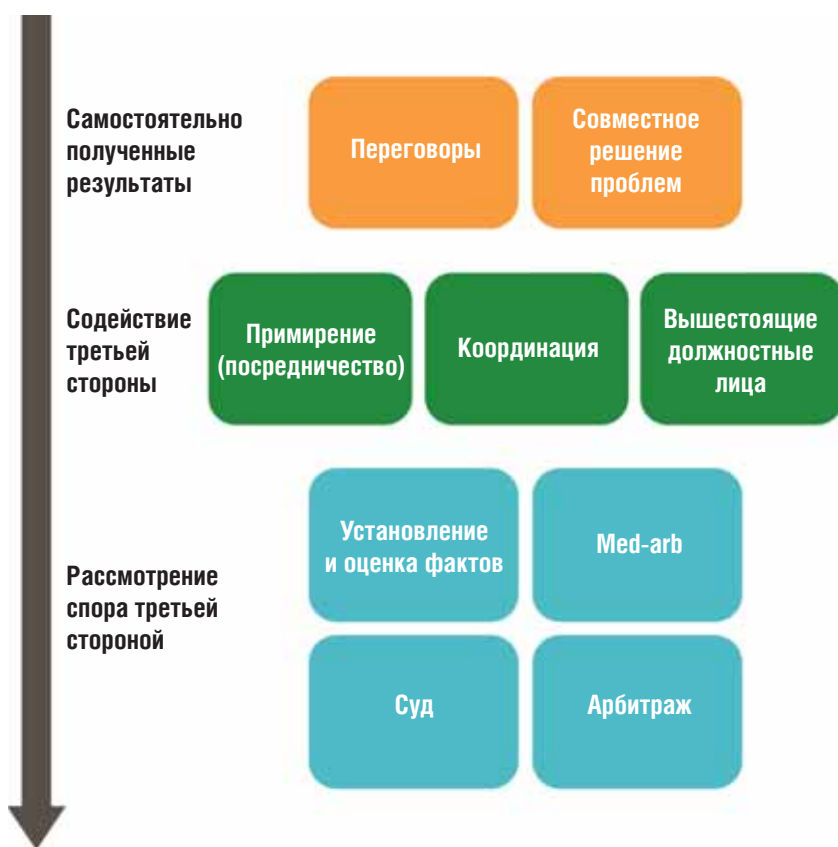 Самостоятельно
полученные
результаты
Переговоры
Совместное
решение
проблем
Содействие
третьей
стороны
Примирение
(посредничество)
Координация
Вышестоящие
должностные
лица
Рассмотрение
спора третьей
стороной
Установление
и оценка фактов
Med-arb
Суд
Арбитраж